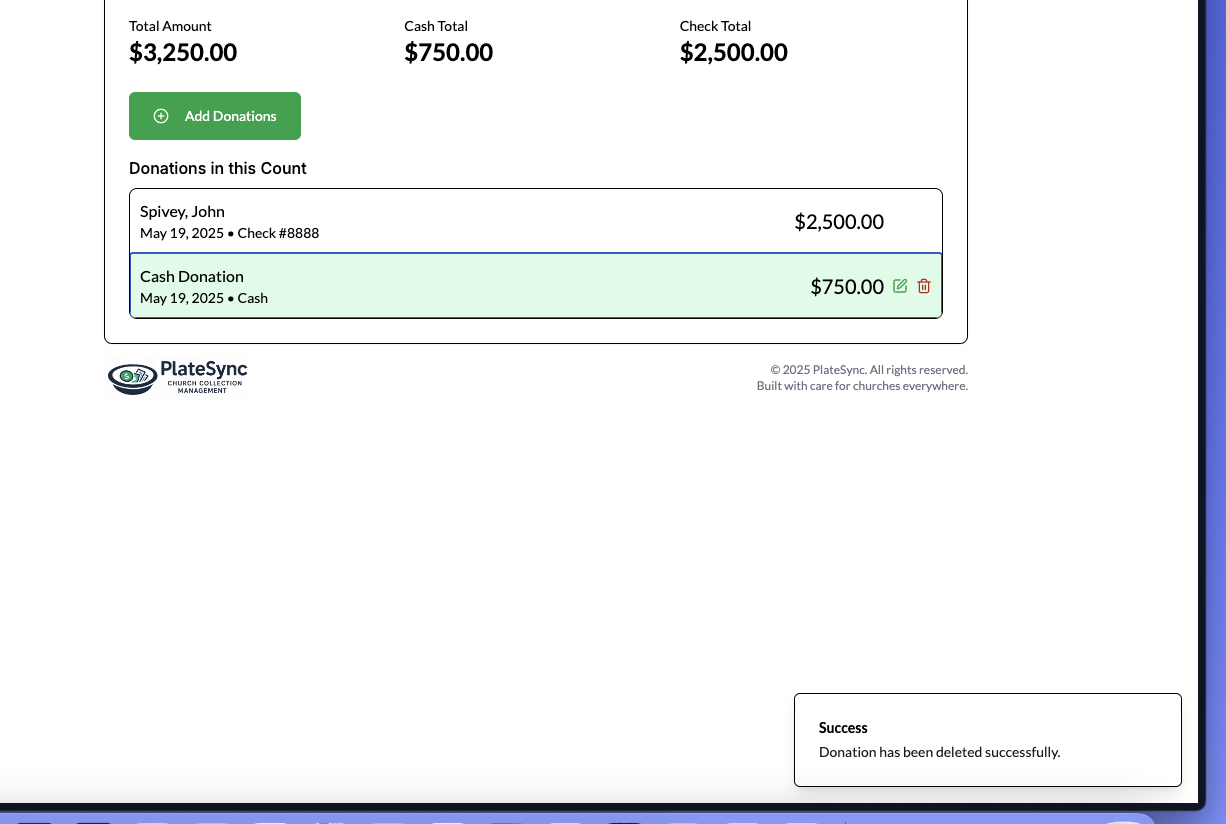 Total Amount
Cash Total
Check Total
$3,250.00
$750.00
$2,500.00
Add Donations
Donations in this Count
Spivey, John
May 19, 2025 • Check #8888
$2,500.00
Cash Donation
May 19, 2025 • Cash
$750.00
PlateSync
CHURCH COLLECTION
MANAGEMENT
© 2025 PlateSync. All rights reserved.
Built with care for churches everywhere.
Success
Donation has been deleted successfully.